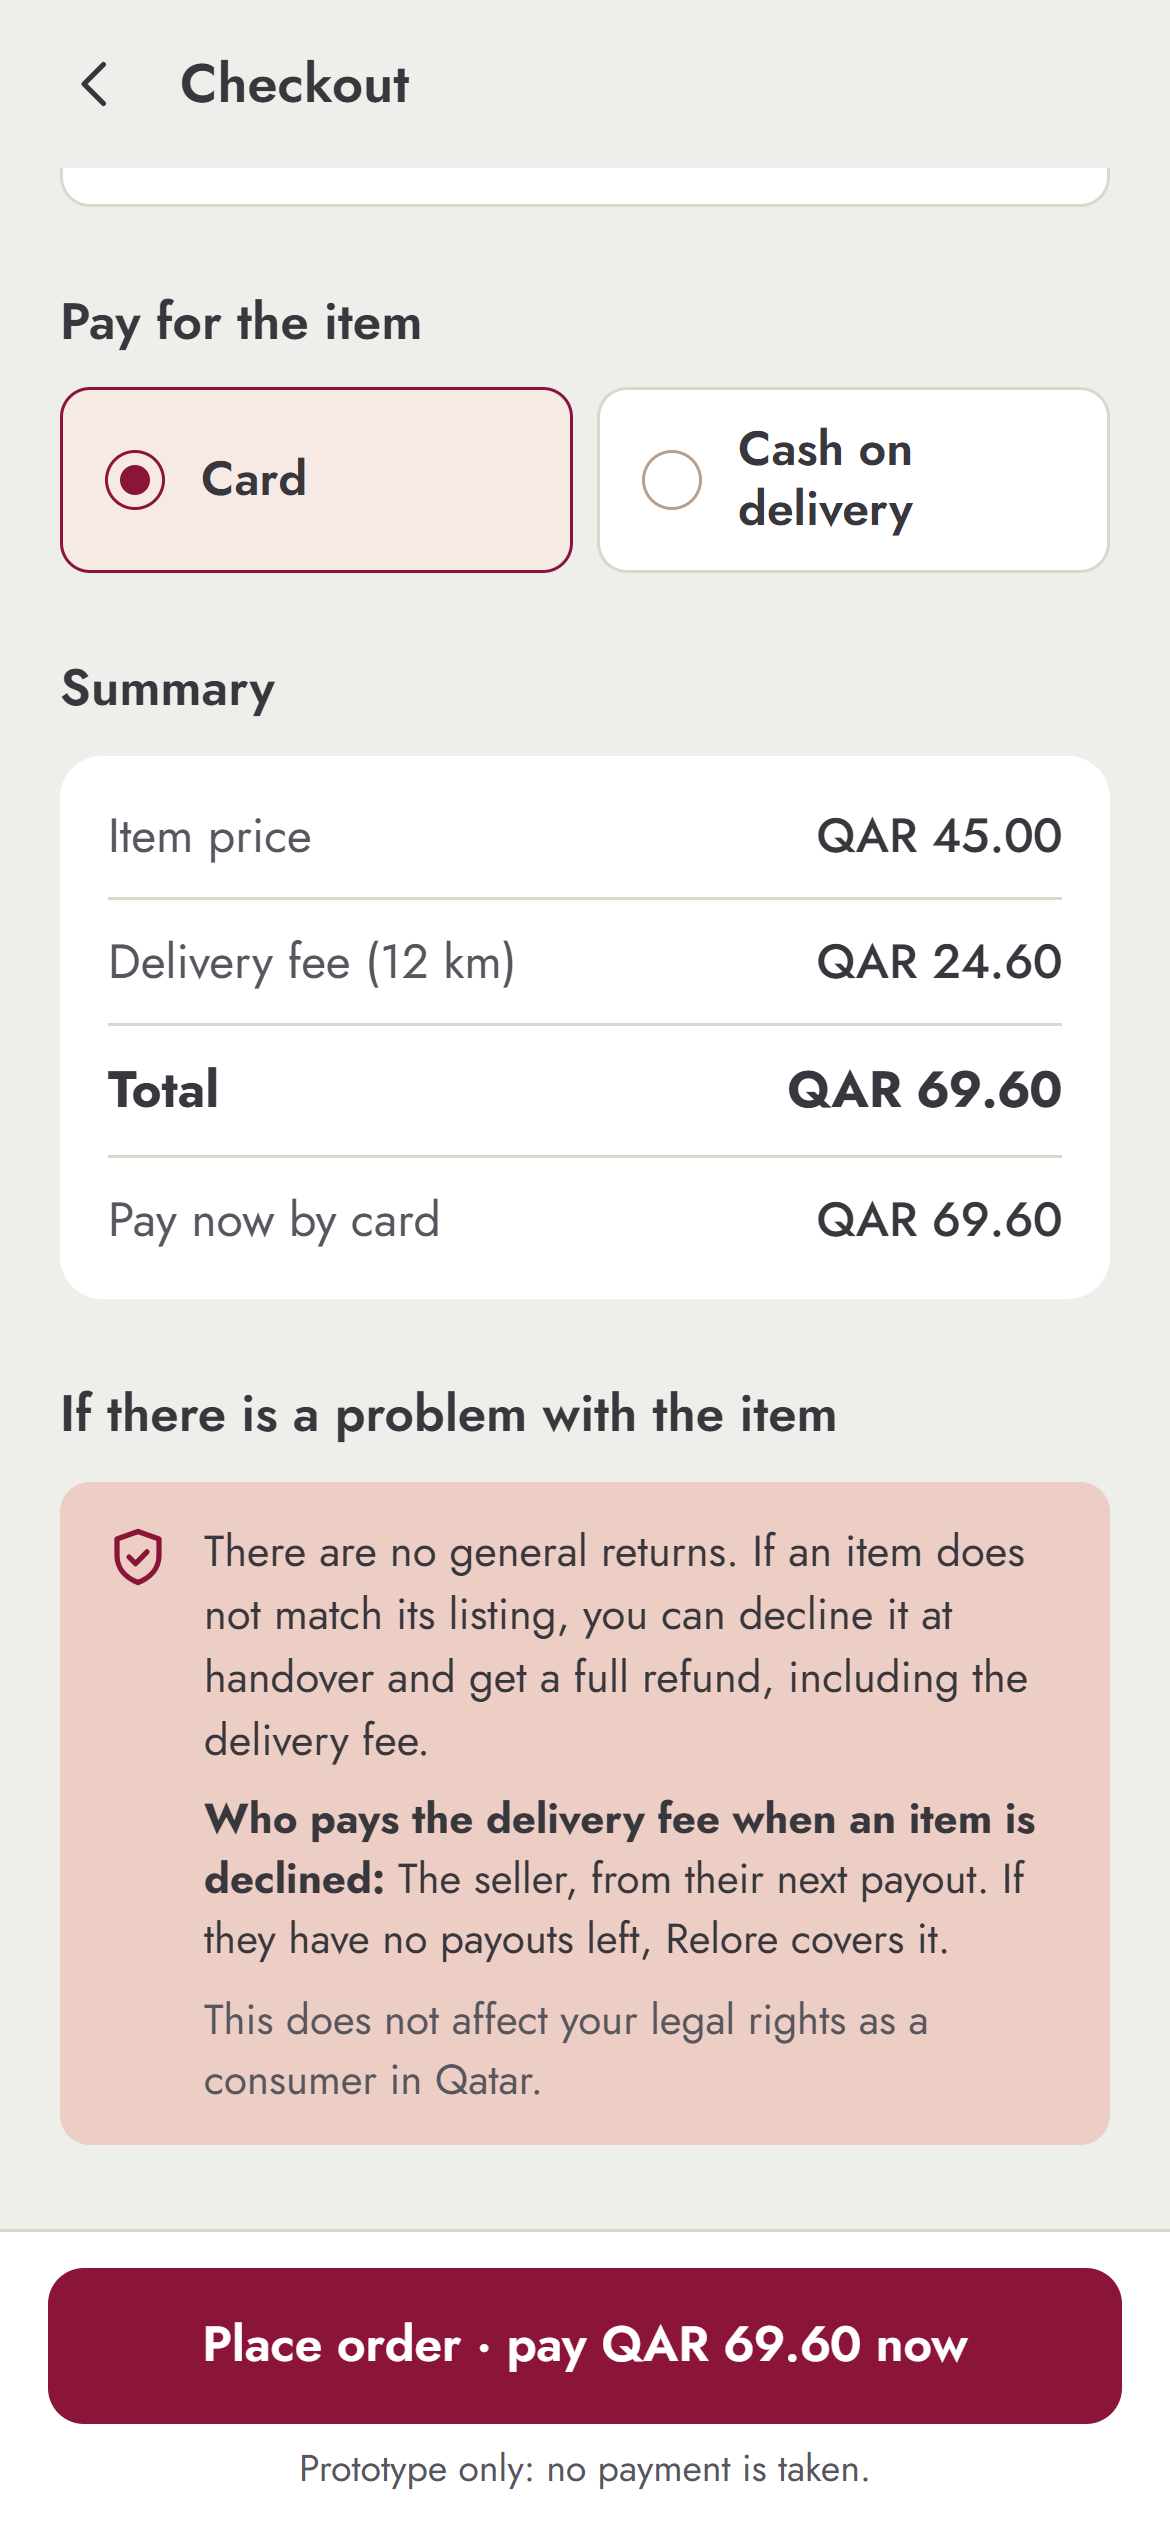 Checkout
Pay for the item
Card
Cash on
delivery
Summary
Item price QAR 45.00
Delivery fee (12 km) QAR 24.60
Total QAR 69.60
Pay now by card QAR 69.60
If there is a problem with the item
There are no general returns. If an item does
not match its listing, you can decline it at
handover and get a full refund, including the
delivery fee.
Who pays the delivery fee when an item is
declined: The seller, from their next payout. If
they have no payouts left, Relore covers it.
This does not affect your legal rights as a
consumer in Qatar.
Place order · pay QAR 69.60 now
Prototype only: no payment is taken.